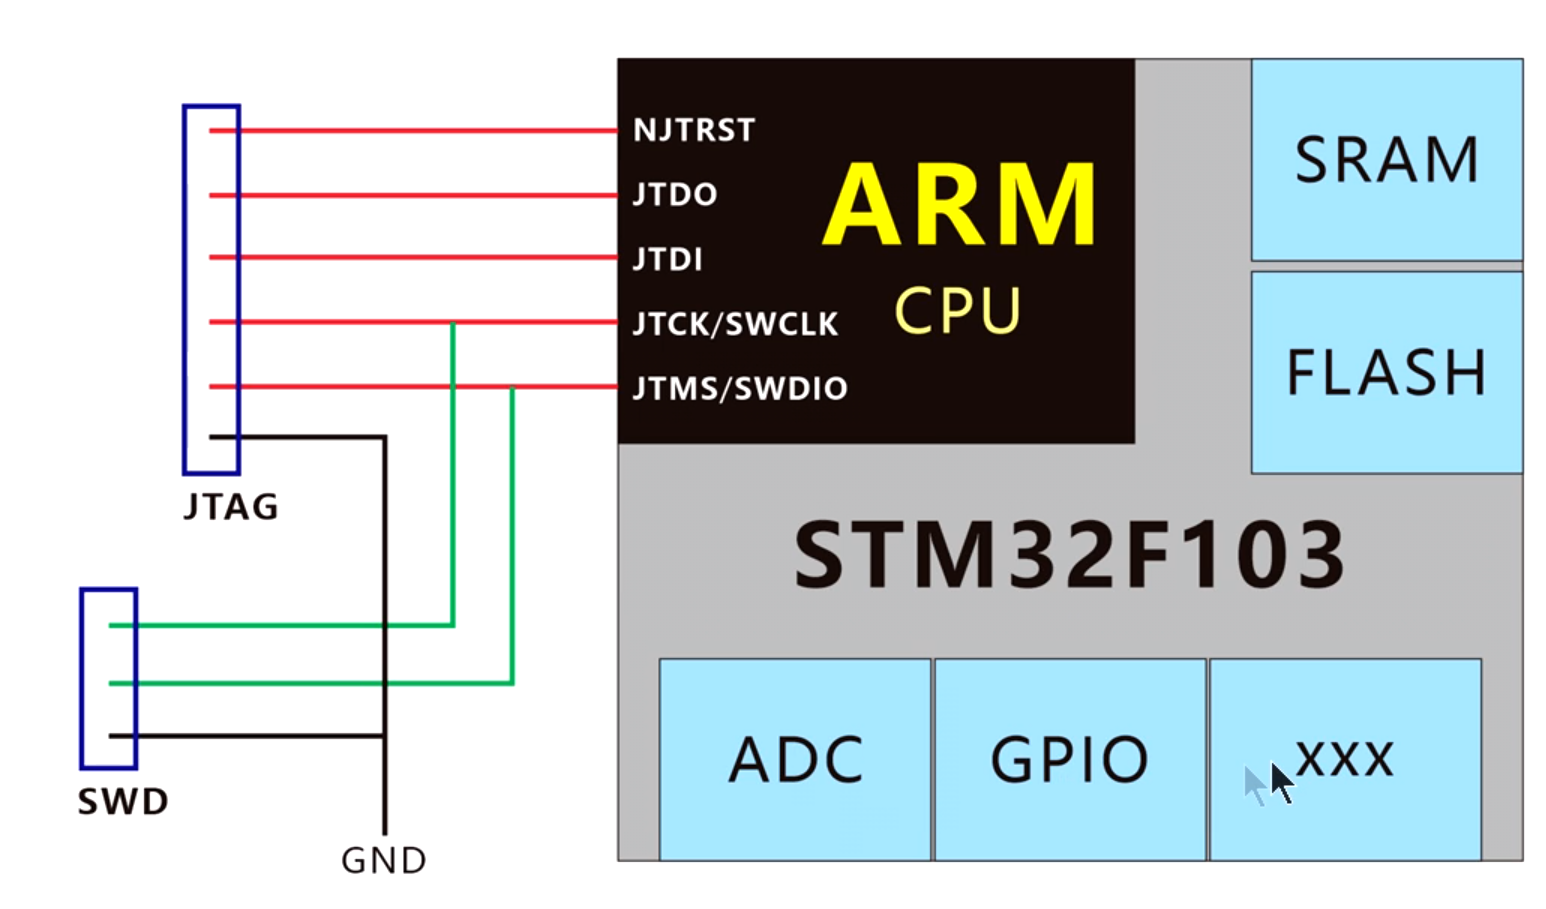 NJTRST
JTDO
JTDI
JTCK/SWCLK
JTMS/SWDIO
ARM
CPU
SRAM
FLASH
JTAG
STM32F103
SWD
GND
ADC
GPIO
xxx